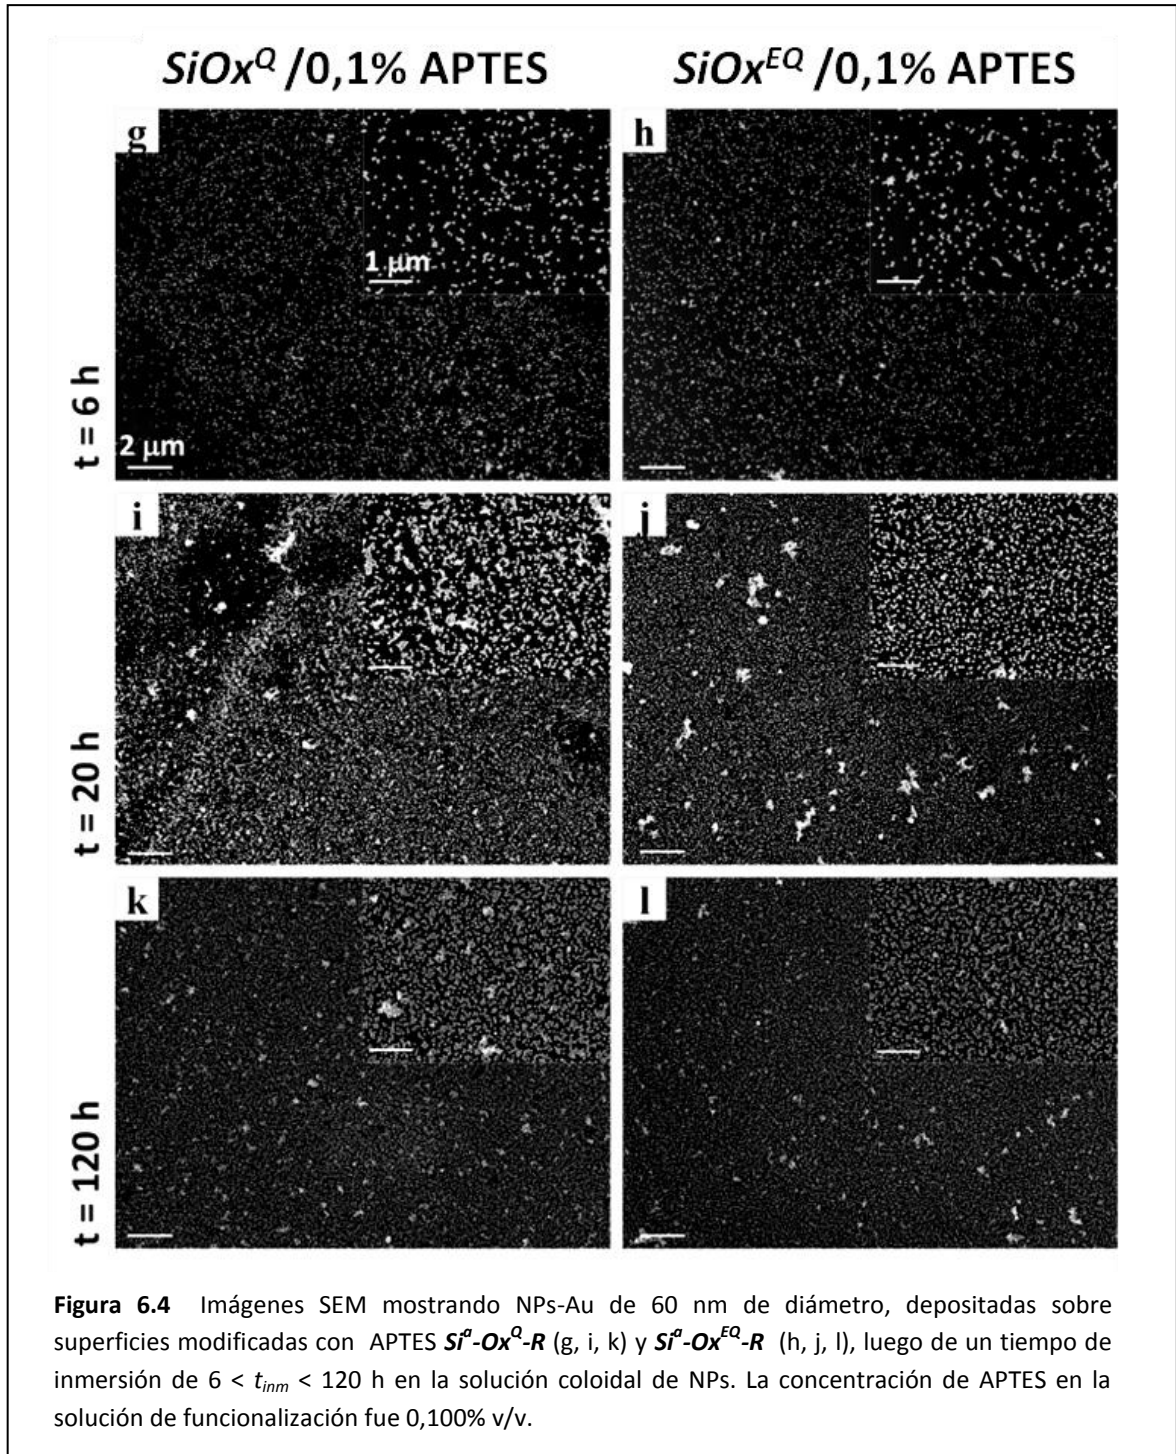 SiOx^Q /0,1% APTES
SiOx^EQ /0,1% APTES
t = 6 h
g
1 µm
2 µm
h
t = 20 h
i
j
t = 120 h
k
l
Figura 6.4 Imágenes SEM mostrando NPs-Au de 60 nm de diámetro, depositadas sobre
superficies modificadas con APTES Si^a-Ox^Q-R (g, i, k) y Si^a-Ox^EQ-R (h, j, l), luego de un tiempo de
inmersión de 6 < t_inm < 120 h en la solución coloidal de NPs. La concentración de APTES en la
solución de funcionalización fue 0,100% v/v.